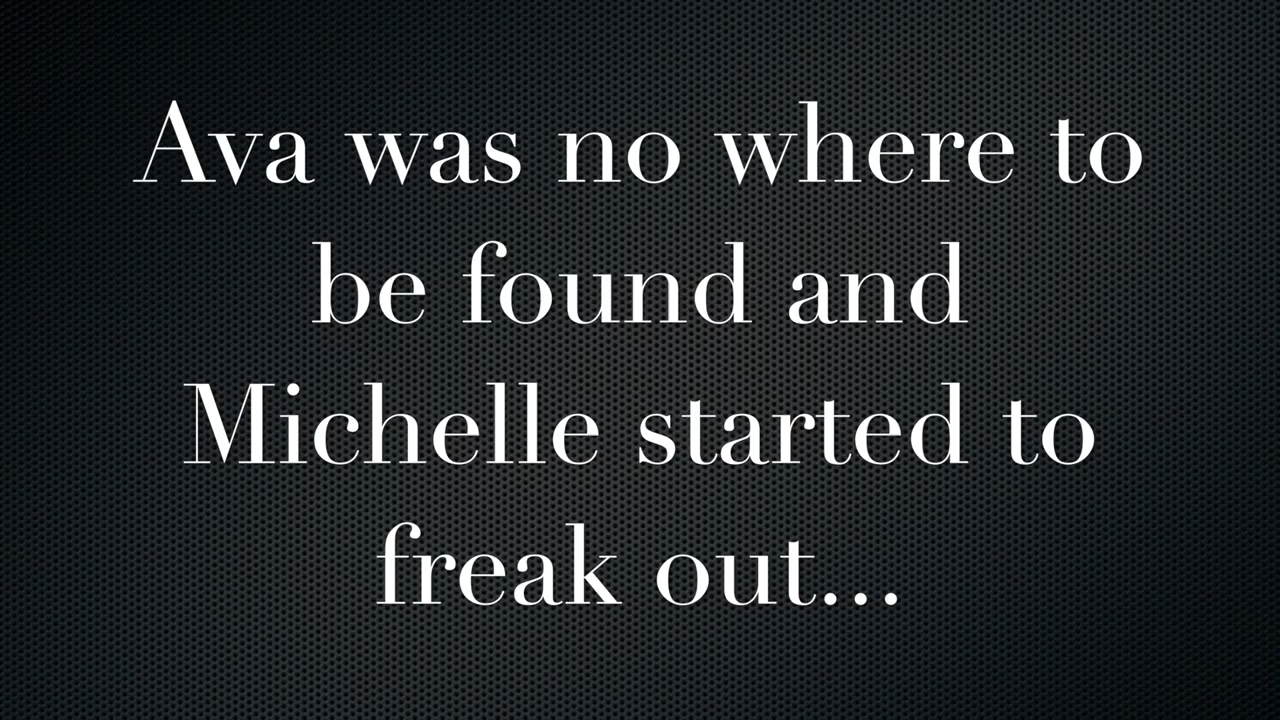 Ava was no where to
be found and
Michelle started to
freak out...